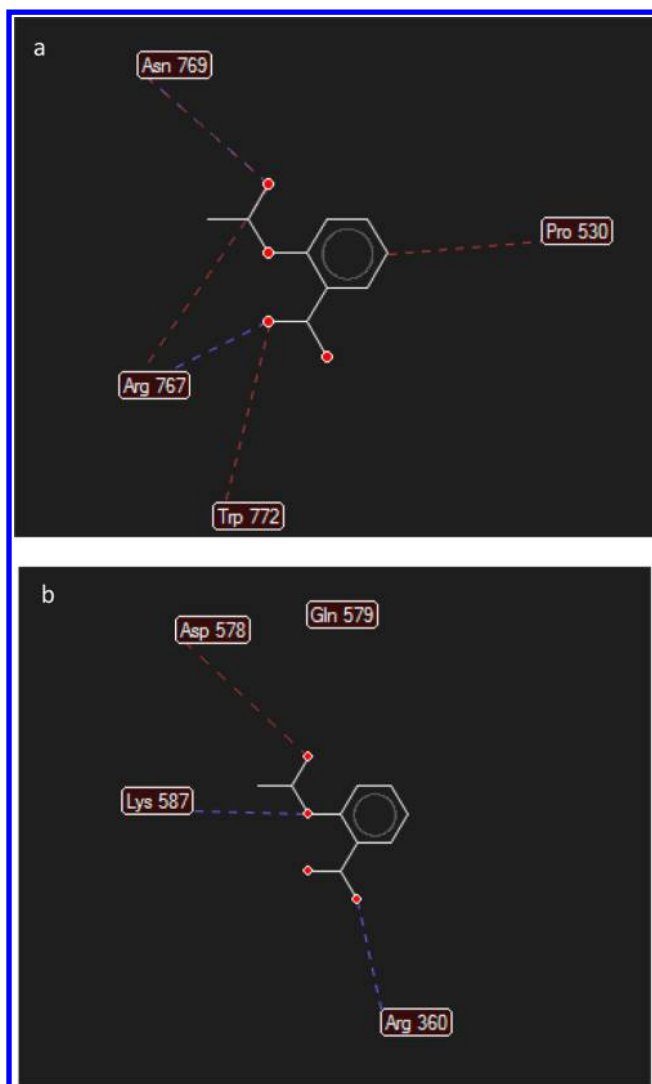 a
Asn 769
Pro 530
Arg 767
Trp 772
b
Gln 579
Asp 578
Lys 587
Arg 360